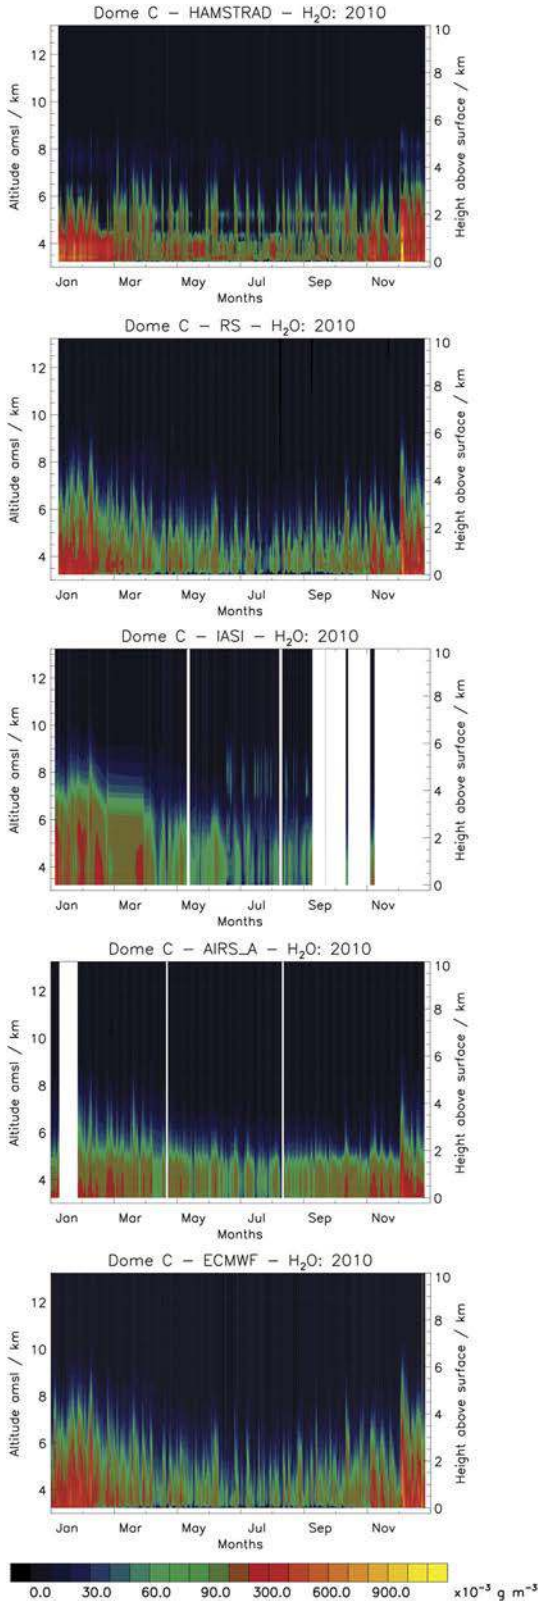 Dome C – HAMSTRAD – H₂O: 2010
Altitude amsl / km
12
10
8
6
4
10
8
6
4
2
0
Height above surface / km
Jan Mar May Jul Sep Nov
Months
Dome C – RS – H₂O: 2010
Altitude amsl / km
12
10
8
6
4
10
8
6
4
2
0
Height above surface / km
Jan Mar May Jul Sep Nov
Months
Dome C – IASI – H₂O: 2010
Altitude amsl / km
12
10
8
6
4
10
8
6
4
2
0
Height above surface / km
Jan Mar May Jul Sep Nov
Months
Dome C – AIRS_A – H₂O: 2010
Altitude amsl / km
12
10
8
6
4
10
8
6
4
2
0
Height above surface / km
Jan Mar May Jul Sep Nov
Months
Dome C – ECMWF – H₂O: 2010
Altitude amsl / km
12
10
8
6
4
10
8
6
4
2
0
Height above surface / km
Jan Mar May Jul Sep Nov
Months
0.0 30.0 60.0 90.0 300.0 600.0 900.0 x10⁻³ g m⁻³